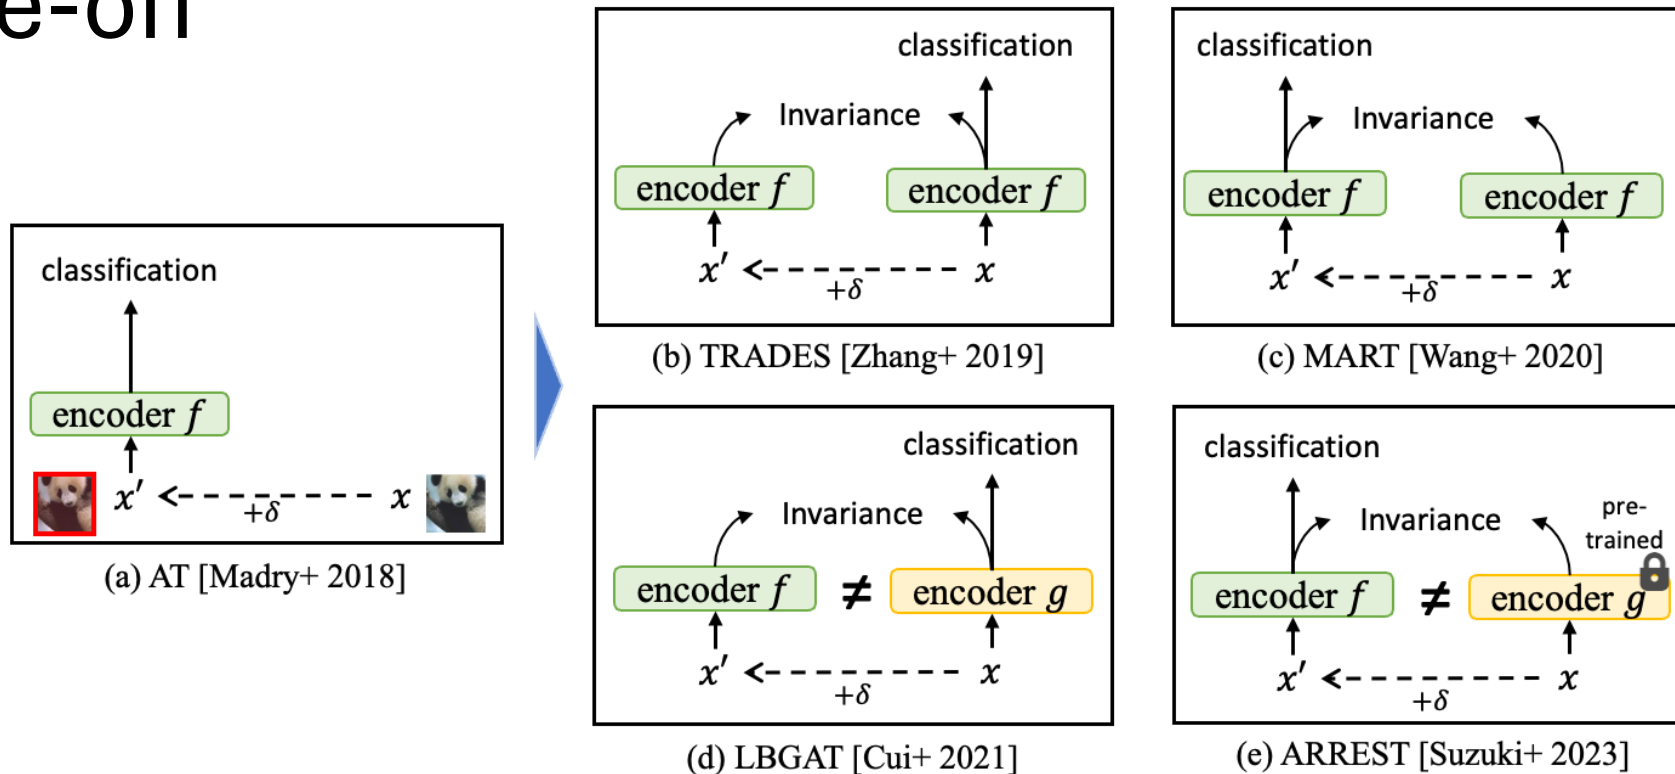 e-off
classification
encoder f
x′ +δ x
(a) AT [Madry+ 2018]
classification
Invariance
encoder f encoder f
x′ +δ x
(b) TRADES [Zhang+ 2019]
classification
Invariance
encoder f encoder f
x′ +δ x
(c) MART [Wang+ 2020]
classification
Invariance
encoder f ≠ encoder g
x′ +δ x
(d) LBGAT [Cui+ 2021]
classification
Invariance
pre-
trained
encoder f ≠ encoder g
x′ +δ x
(e) ARREST [Suzuki+ 2023]